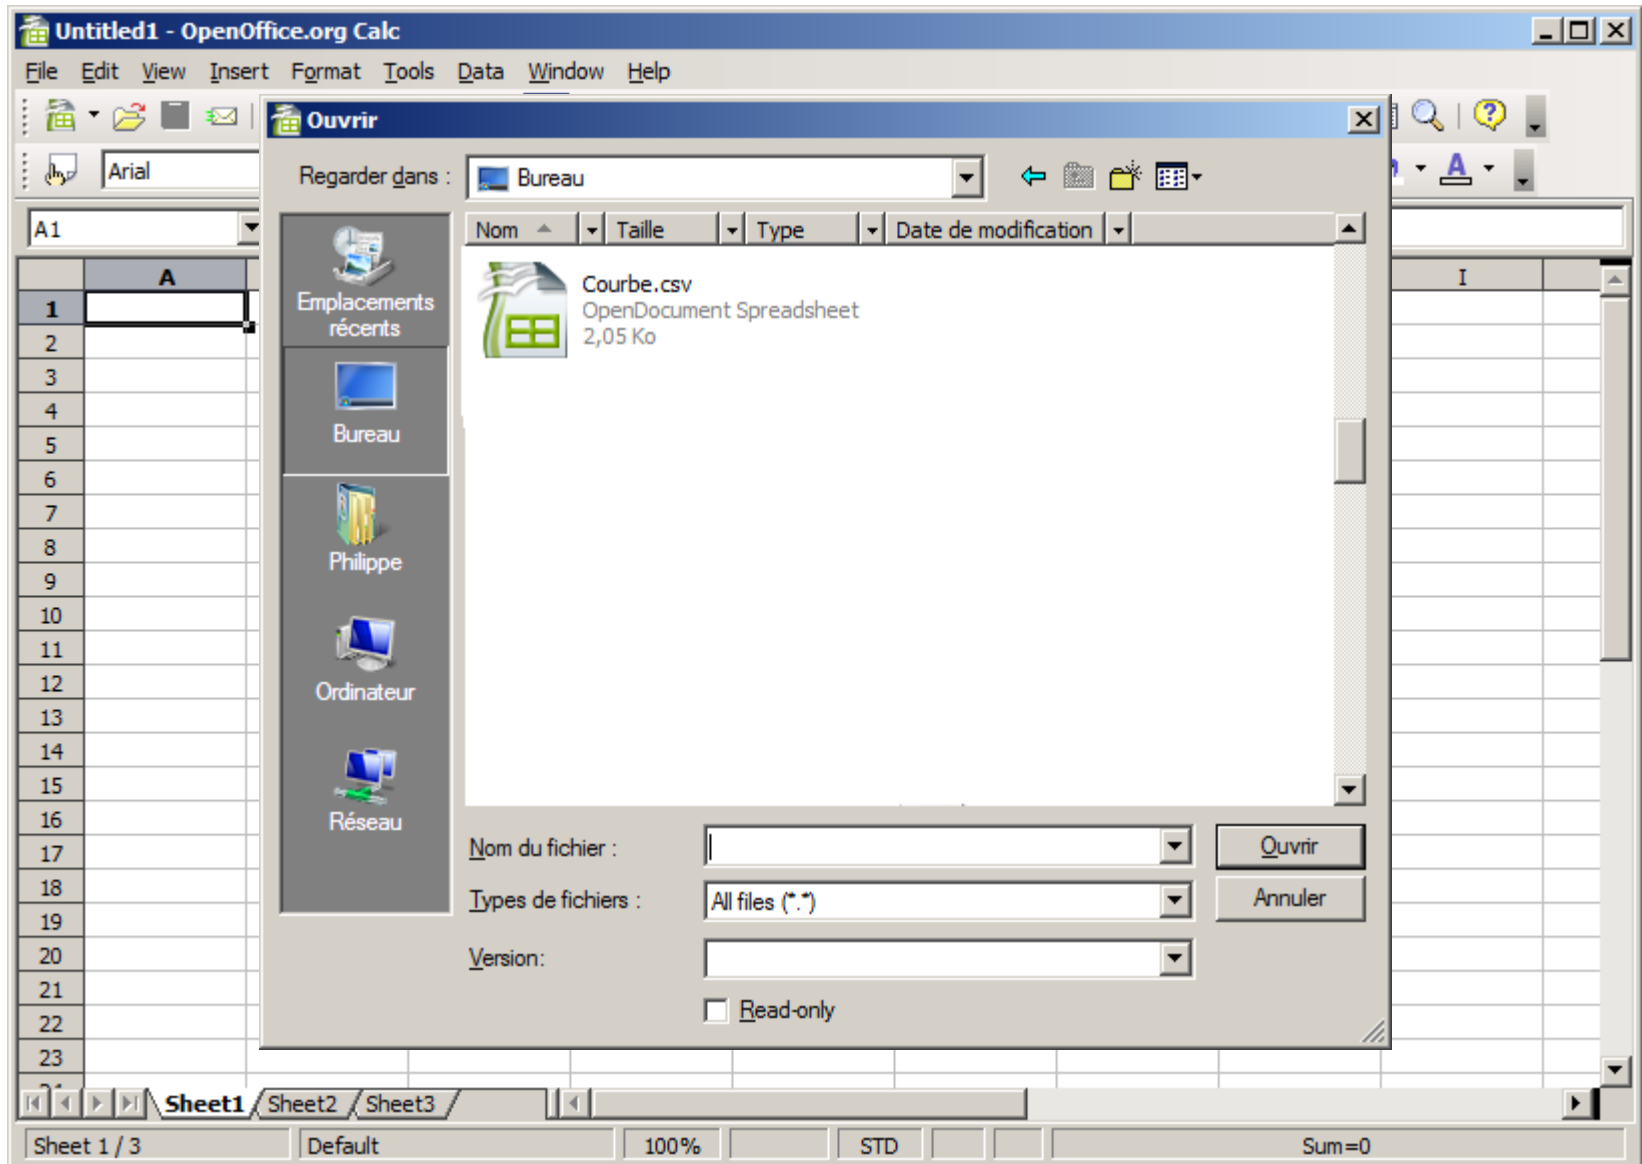 Untitled1 - OpenOffice.org Calc
File Edit View Insert Format Tools Data Window Help
Ouvrir
Arial
Regarder dans :
Bureau
A1
Nom Taille Type Date de modification
A
I
Emplacements
récents
Courbe.csv
OpenDocument Spreadsheet
2,05 Ko
Bureau
Philippe
Ordinateur
Réseau
1
2
3
4
5
6
7
8
9
10
11
12
13
14
15
16
17
18
19
20
21
22
23
Nom du fichier :
Ouvrir
Types de fichiers :
All files (*.*)
Annuler
Version:
Read-only
Sheet1 Sheet2 Sheet3
Sheet 1 / 3 Default 100% STD Sum=0